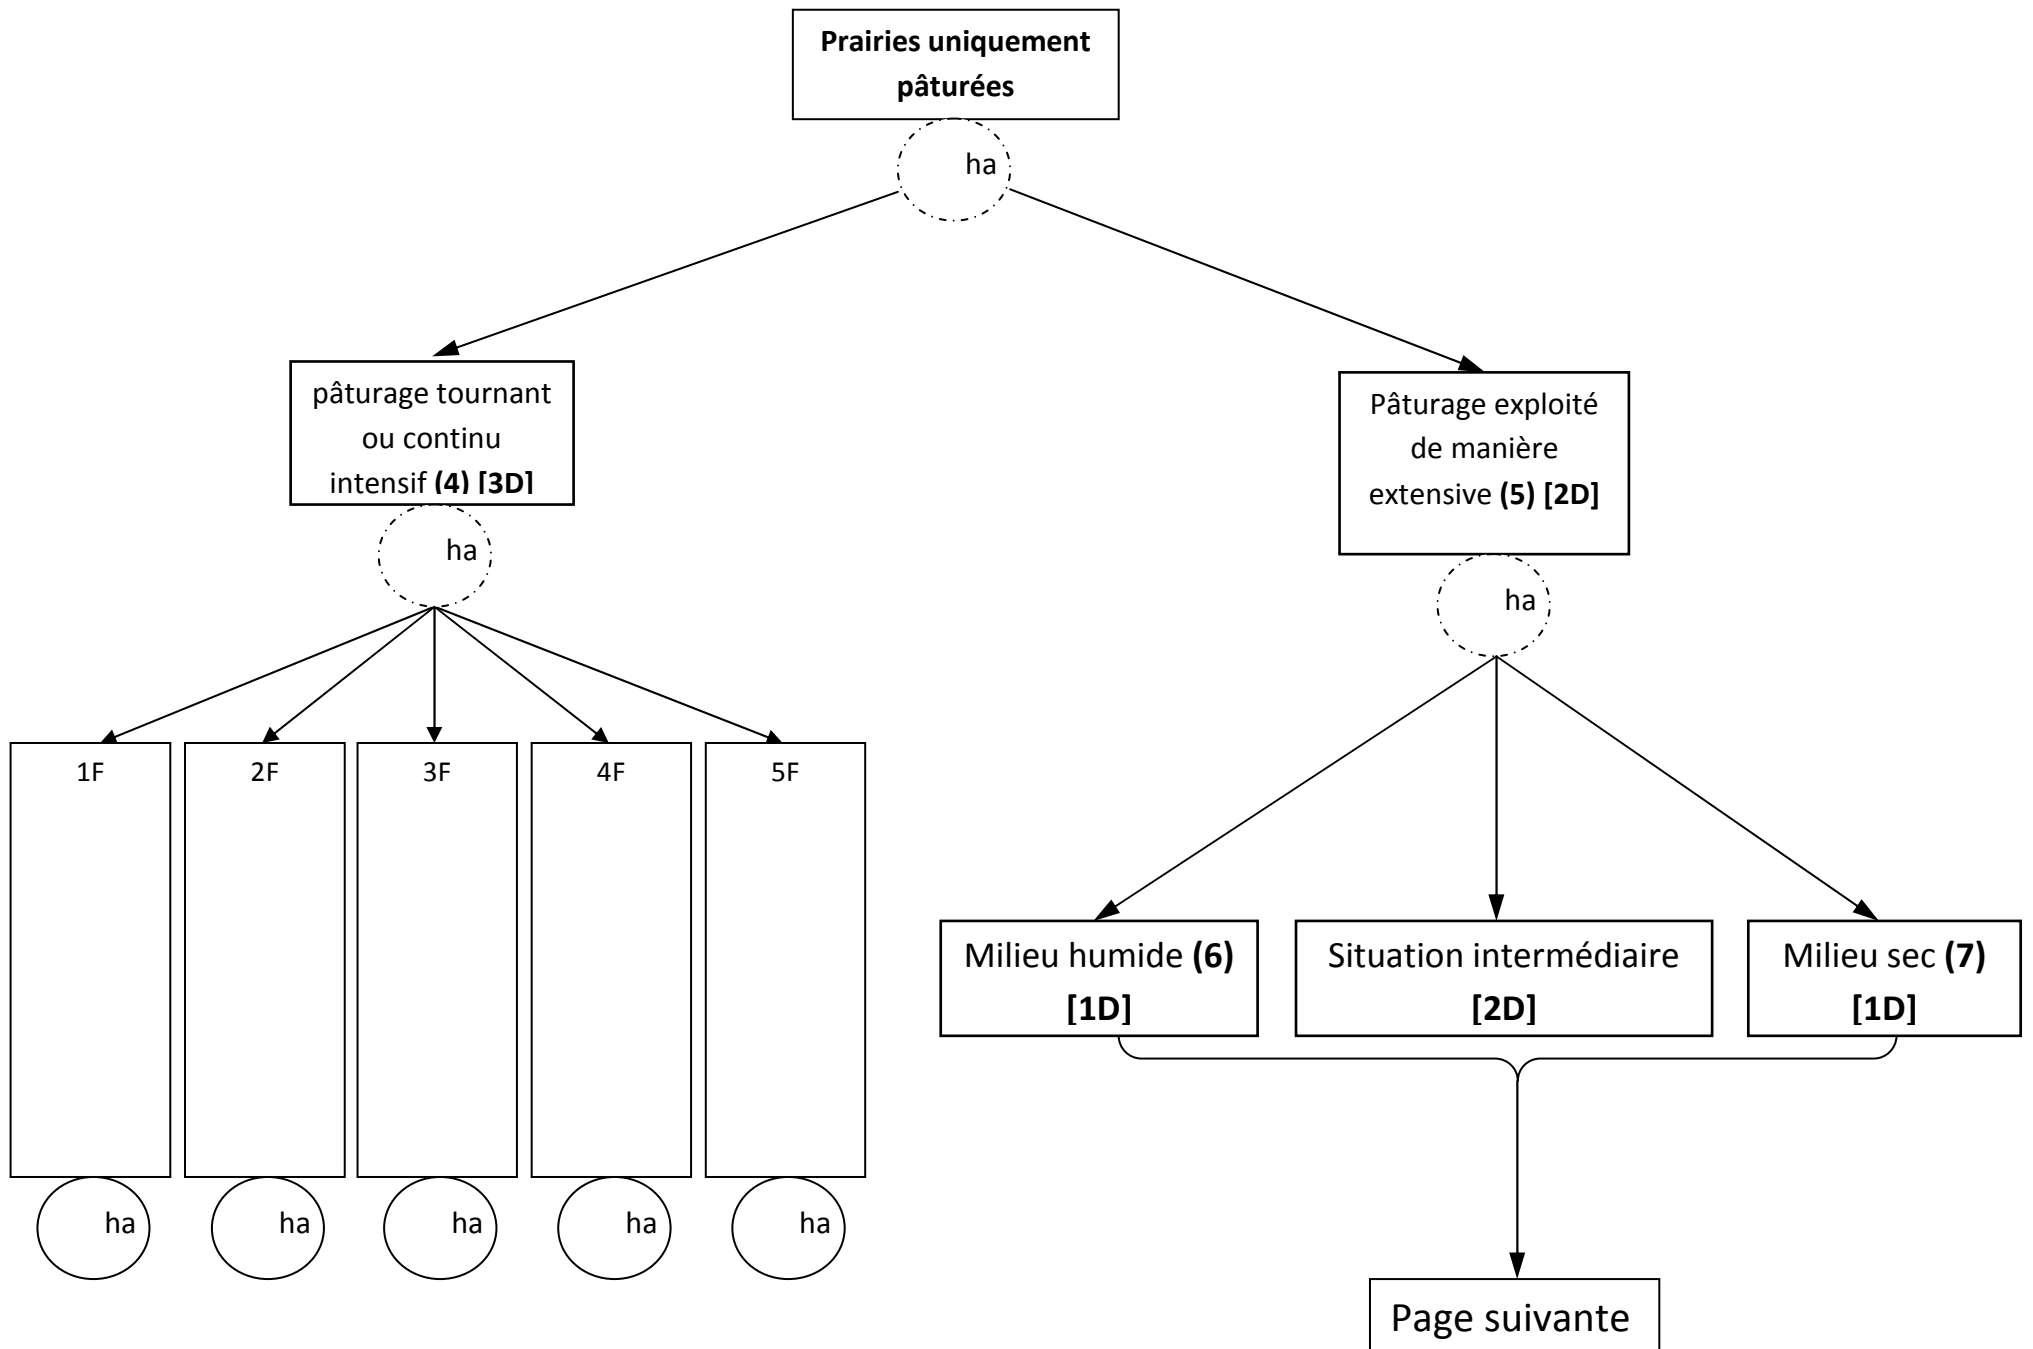 Prairies uniquement
pâturées
ha
pâturage tournant
ou continu
intensif (4) [3D]
ha
Pâturage exploité
de manière
extensive (5) [2D]
ha
1F
2F
3F
4F
5F
ha
ha
ha
ha
ha
Milieu humide (6)
[1D]
Situation intermédiaire
[2D]
Milieu sec (7)
[1D]
Page suivante